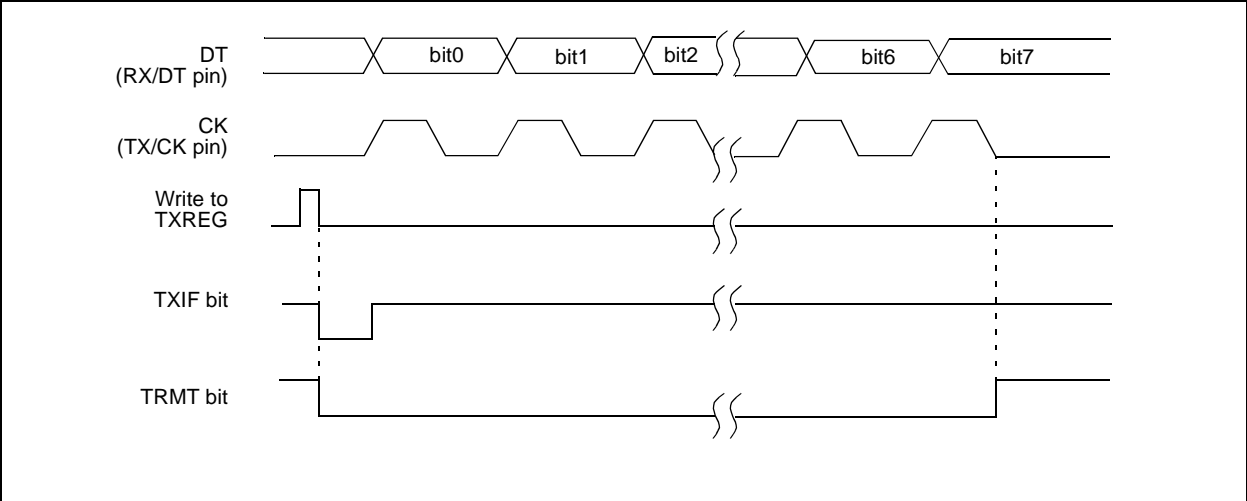 DT
(RX/DT pin)
bit0
bit1
bit2
bit6
bit7
CK
(TX/CK pin)
Write to
TXREG
TXIF bit
TRMT bit